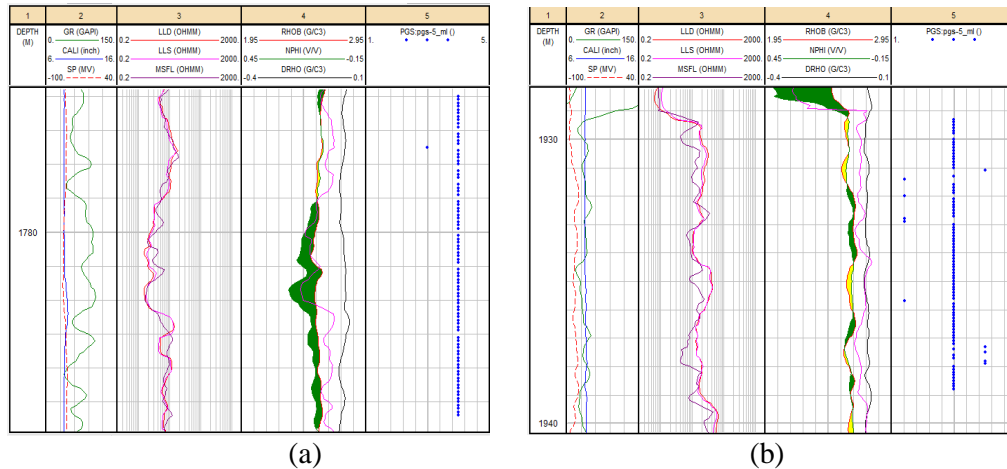 1 2 3 4 5
DEPTH (M)
GR (GAPI)
0. 150.
CALI (inch)
6. 16.
SP (MV)
-100. 40.
LLD (OHMM)
0.2 2000.
LLS (OHMM)
0.2 2000.
MSFL (OHMM)
0.2 2000.
RHOB (G/C3)
1.95 2.95
NPHI (V/V)
0.45 -0.15
DRHO (G/C3)
-0.4 0.1
PGS:pgs-5_ml ()
1. 5.
1780
(a)
1 2 3 4 5
DEPTH (M)
GR (GAPI)
0. 150.
CALI (inch)
6. 16.
SP (MV)
-100. 40.
LLD (OHMM)
0.2 2000.
LLS (OHMM)
0.2 2000.
MSFL (OHMM)
0.2 2000.
RHOB (G/C3)
1.95 2.95
NPHI (V/V)
0.45 -0.15
DRHO (G/C3)
-0.4 0.1
PGS:pgs-5_ml ()
1. 5.
1930
1940
(b)